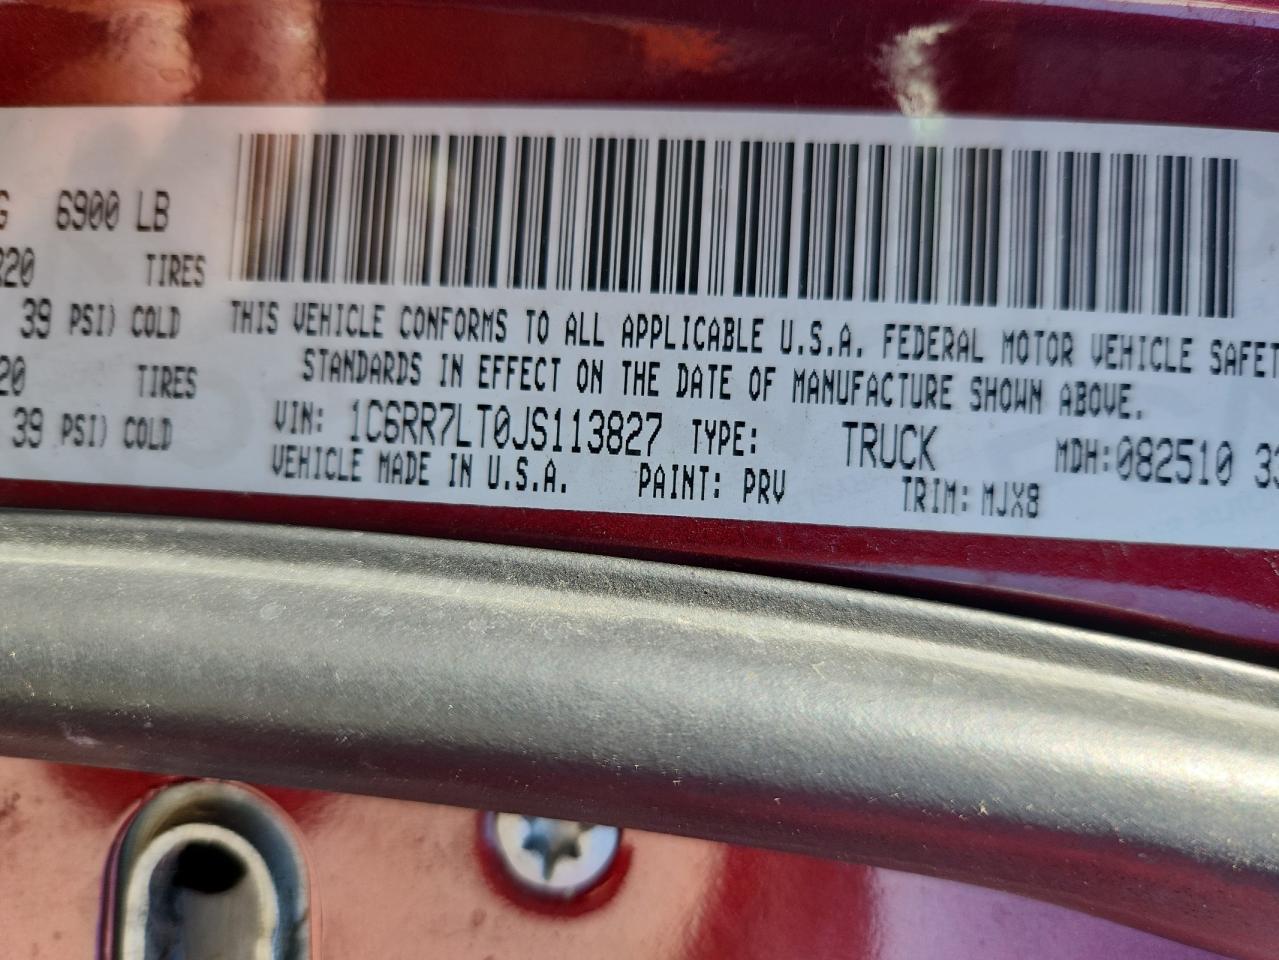 6900 LB
TIRES
39 PSI) COLD
TIRES
39 PSI) COLD
THIS VEHICLE CONFORMS TO ALL APPLICABLE U.S.A. FEDERAL MOTOR VEHICLE SAFET
STANDARDS IN EFFECT ON THE DATE OF MANUFACTURE SHOWN ABOVE.
VIN: 1C6RR7LT0JS113827 TYPE: TRUCK MDH:082510 33
VEHICLE MADE IN U.S.A. PAINT: PRV TRIM: MJX8